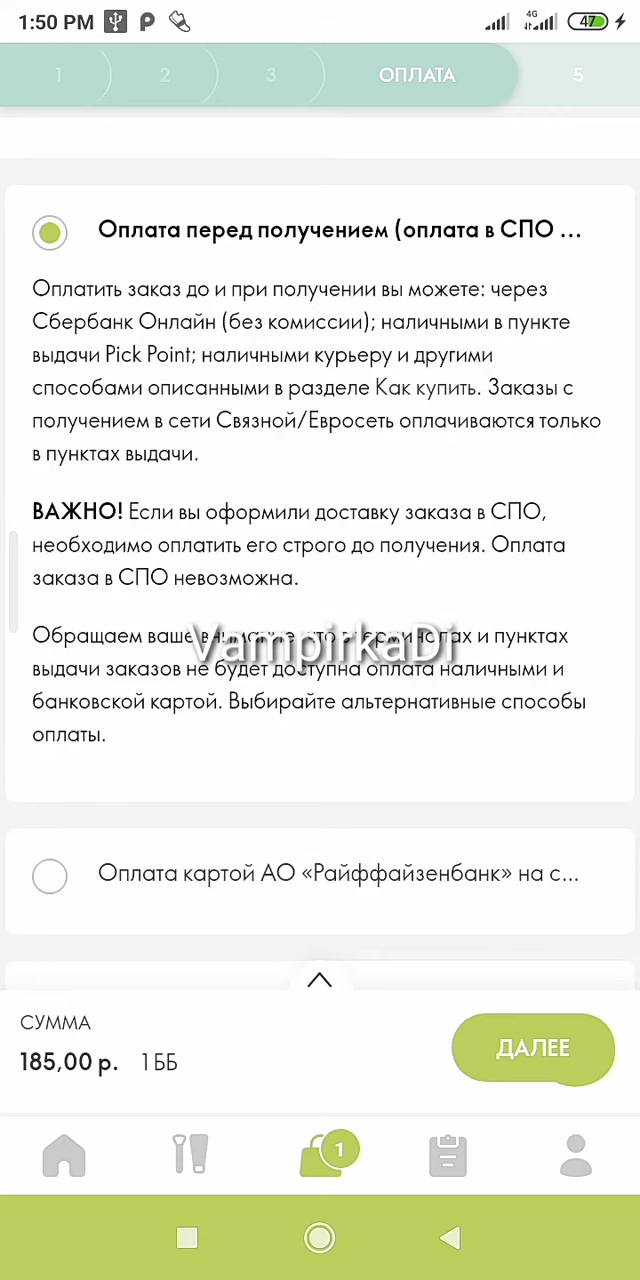 1:50 PM
4G
47
1
2
3
ОПЛАТА
5
Оплата перед получением (оплата в СПО ...
Оплатить заказ до и при получении вы можете: через
Сбербанк Онлайн (без комиссии); наличными в пункте
выдачи Pick Point; наличными курьеру и другими
способами описанными в разделе Как купить. Заказы с
получением в сети Связной/Евросеть оплачиваются только
в пунктах выдачи.
ВАЖНО! Если вы оформили доставку заказа в СПО,
необходимо оплатить его строго до получения. Оплата
заказа в СПО невозможна.
Обращаем ваше внимание, что в терминалах и пунктах
VampirkaDi
выдачи заказов не будет доступна оплата наличными и
банковской картой. Выбирайте альтернативные способы
оплаты.
Оплата картой АО «Райффайзенбанк» на с...
СУММА
185,00 р. 1 ББ
ДАЛЕЕ
1